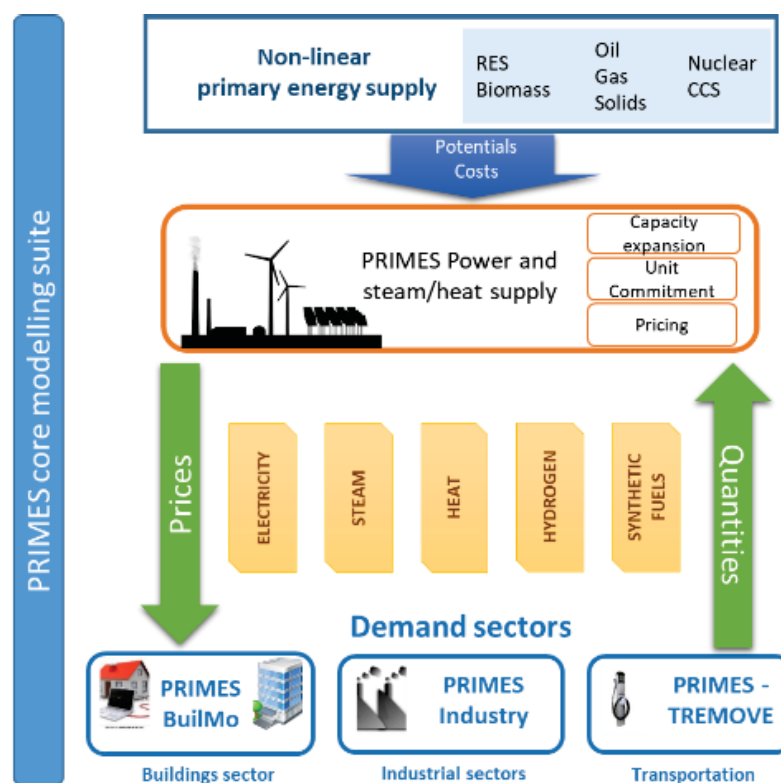 PRIMES core modelling suite
Non-linear
primary energy supply
RES
Biomass
Oil
Gas
Solids
Nuclear
CCS
Potentials
Costs
PRIMES Power and
steam/heat supply
Capacity
expansion
Unit
Commitment
Pricing
Prices
ELECTRICITY
STEAM
HEAT
HYDROGEN
SYNTHETIC
FUELS
Quantities
Demand sectors
PRIMES
BuilMo
PRIMES
Industry
PRIMES -
TREMOVE
Buildings sector
Industrial sectors
Transportation